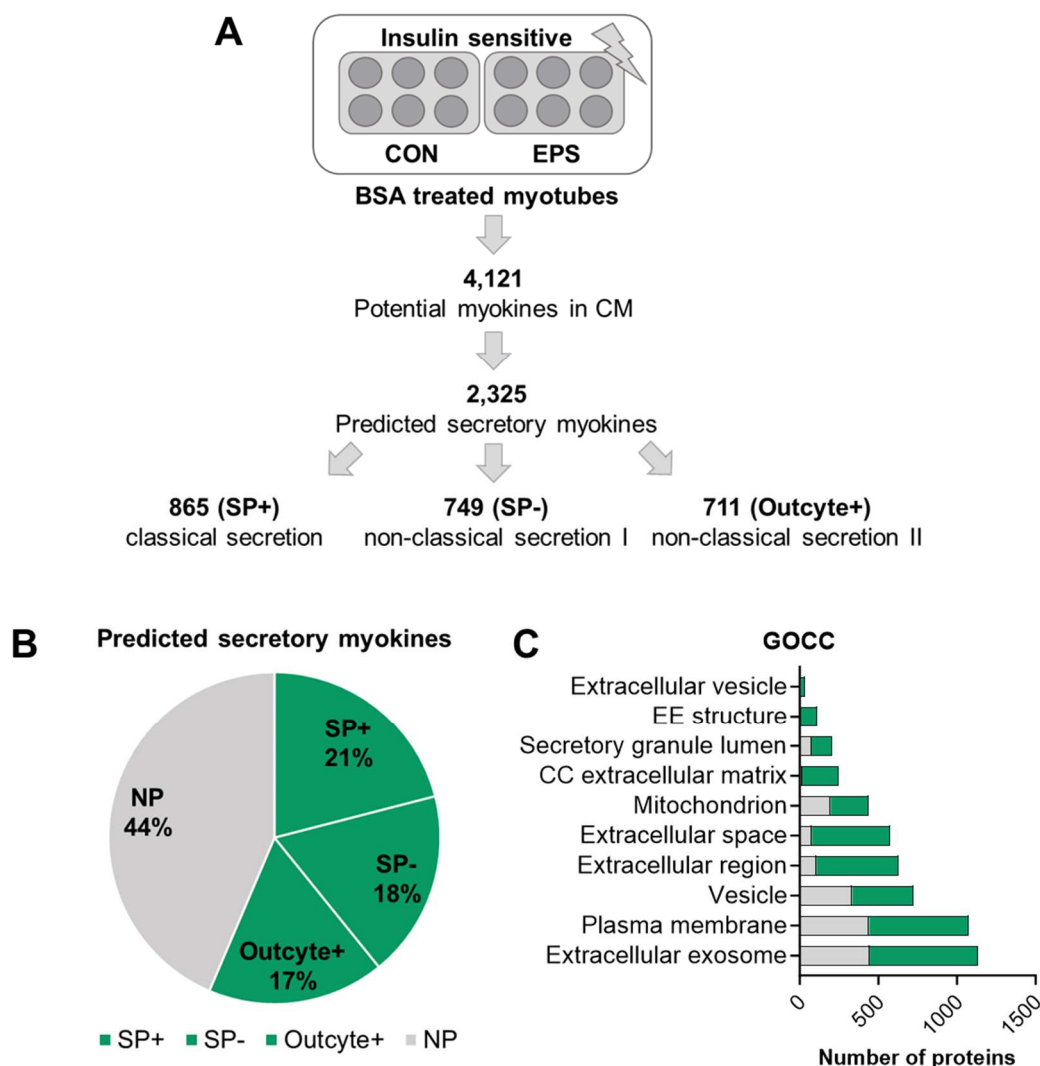 A
Insulin sensitive
CON EPS
BSA treated myotubes
4,121
Potential myokines in CM
2,325
Predicted secretory myokines
865 (SP+) 749 (SP-) 711 (Outcyte+)
classical secretion non-classical secretion I non-classical secretion II
B Predicted secretory myokines
SP+
21%
NP
44%
SP-
18%
Outcyte+
17%
SP+ SP- Outcyte+ NP
C GOCC
Extracellular vesicle
EE structure
Secretory granule lumen
CC extracellular matrix
Mitochondrion
Extracellular space
Extracellular region
Vesicle
Plasma membrane
Extracellular exosome
0 500 1000 1500
Number of proteins